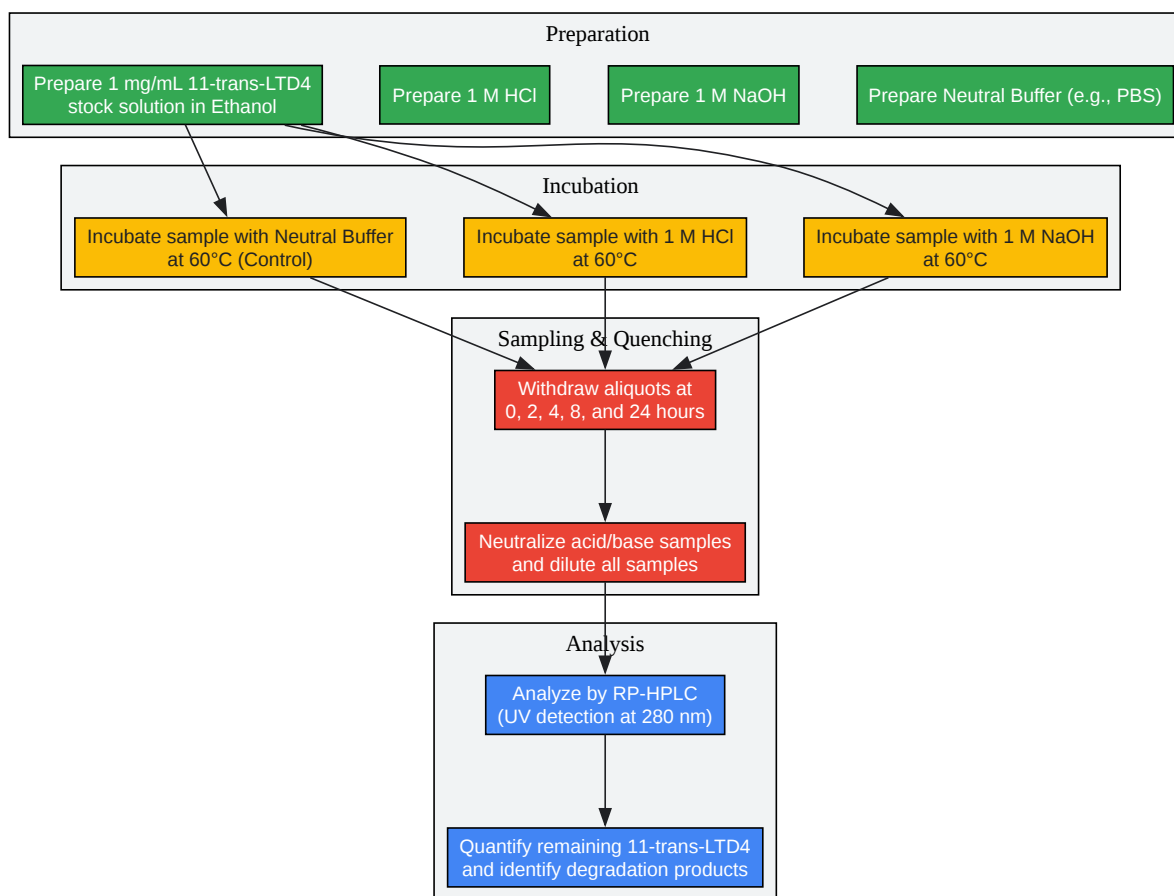 Preparation
Prepare 1 mg/mL 11-trans-LTD4
stock solution in Ethanol
Prepare 1 M HCl
Prepare 1 M NaOH
Prepare Neutral Buffer (e.g., PBS)
Incubation
Incubate sample with Neutral Buffer
at 60°C (Control)
Incubate sample with 1 M HCl
at 60°C
Incubate sample with 1 M NaOH
at 60°C
Sampling & Quenching
Withdraw aliquots at
0, 2, 4, 8, and 24 hours
Neutralize acid/base samples
and dilute all samples
Analysis
Analyze by RP-HPLC
(UV detection at 280 nm)
Quantify remaining 11-trans-LTD4
and identify degradation products